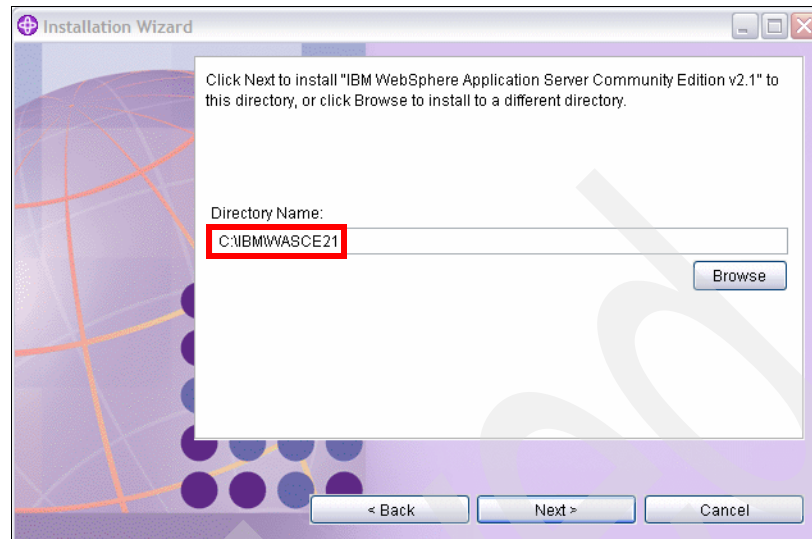 Installation Wizard
Click Next to install "IBM WebSphere Application Server Community Edition v2.1" to
this directory, or click Browse to install to a different directory.
Directory Name:
C:\IBM\WASCE21
Browse
< Back
Next >
Cancel